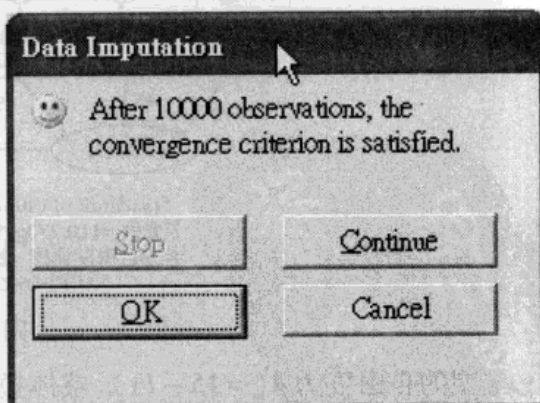 Data Imputation
After 10000 observations, the
convergence criterion is satisfied.
Stop
Continue
OK
Cancel